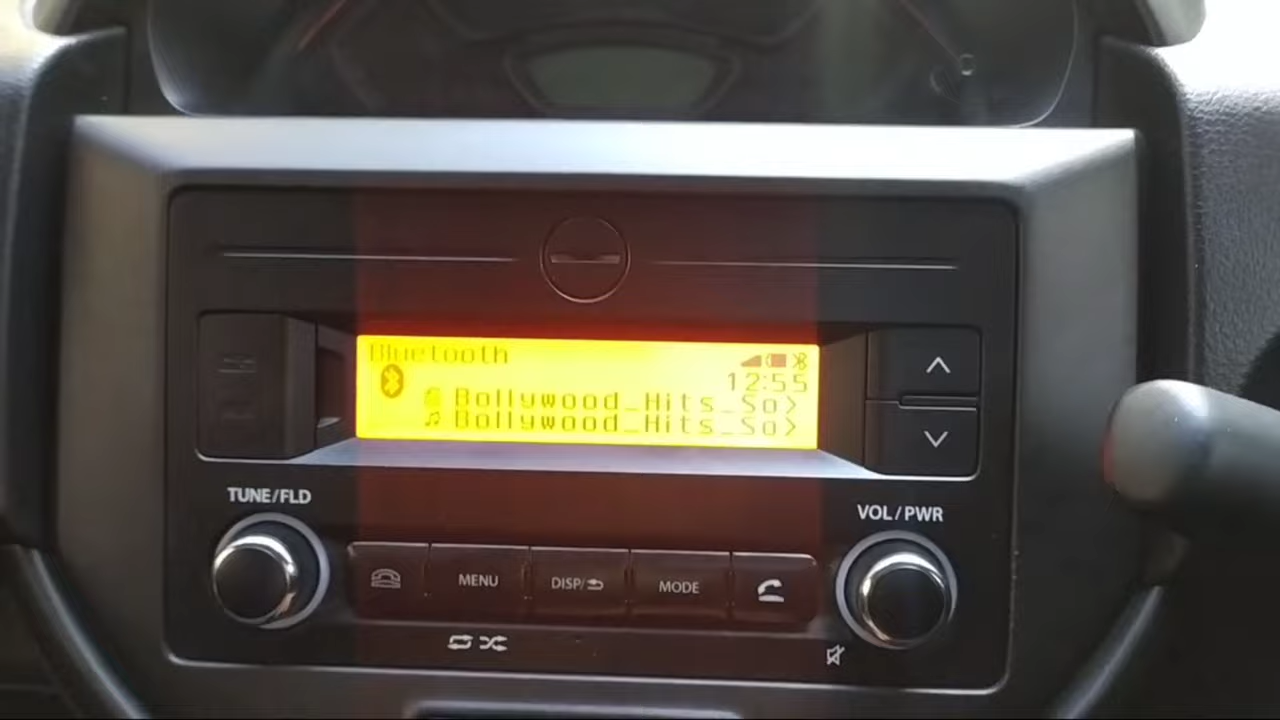 Bluetooth
12:55
Bollywood_Hits_So>
Bollywood_Hits_So>
TUNE/FLD
VOL/PWR
MENU
DISP/
MODE